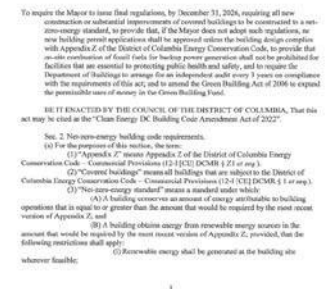 To require the Mayor to issue final regulations, by December 31, 2026, requiring all new
construction or substantial improvements of covered buildings to be constructed to a net-
zero-energy standard, to provide that, if the Mayor does not adopt such regulations, no
new building permit applications shall be approved unless the building design complies
with Appendix Z of the District of Columbia Energy Conservation Code, to provide that
on-site combustion of fossil fuels for backup power generation shall not be prohibited for
facilities that are essential to protecting public health and safety, and to require the
Department of Buildings to arrange for an independent audit every 3 years on compliance
with the requirements of this act; and to amend the Green Building Act of 2006 to expand
the permissible uses of money in the Green Building Fund.
BE IT ENACTED BY THE COUNCIL OF THE DISTRICT OF COLUMBIA, That this
act may be cited as the "Clean Energy DC Building Code Amendment Act of 2022".
Sec. 2. Net-zero-energy building code requirements.
(a) For the purposes of this section, the term:
(1) "Appendix Z" means Appendix Z of the District of Columbia Energy
Conservation Code – Commercial Provisions (12-I[CE] DCMR § Z1 et seq.).
(2) "Covered buildings" means all buildings that are subject to the District of
Columbia Energy Conservation Code – Commercial Provisions (12-I [CE] DCMR § 1 et seq.).
(3) "Net-zero-energy standard" means a standard under which:
(A) A building conserves an amount of energy attributable to building
operations that is equal to or greater than the amount that would be required by the most recent
version of Appendix Z; and
(B) A building obtains energy from renewable energy sources in the
amount that would be required by the most recent version of Appendix Z, provided, that the
following restrictions shall apply:
(i) Renewable energy shall be generated at the building site
wherever feasible;
1